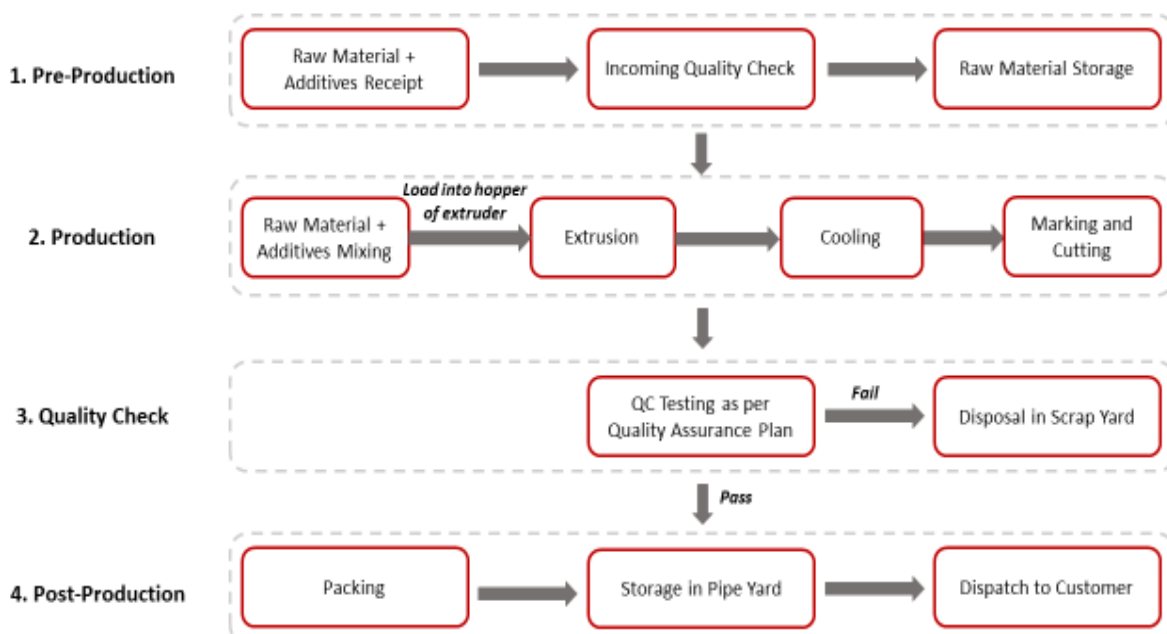 1. Pre-Production
Raw Material +
Additives Receipt
Incoming Quality Check
Raw Material Storage
2. Production
Raw Material +
Additives Mixing
Load into hopper
of extruder
Extrusion
Cooling
Marking and
Cutting
3. Quality Check
QC Testing as per
Quality Assurance Plan
Fail
Disposal in Scrap Yard
Pass
4. Post-Production
Packing
Storage in Pipe Yard
Dispatch to Customer